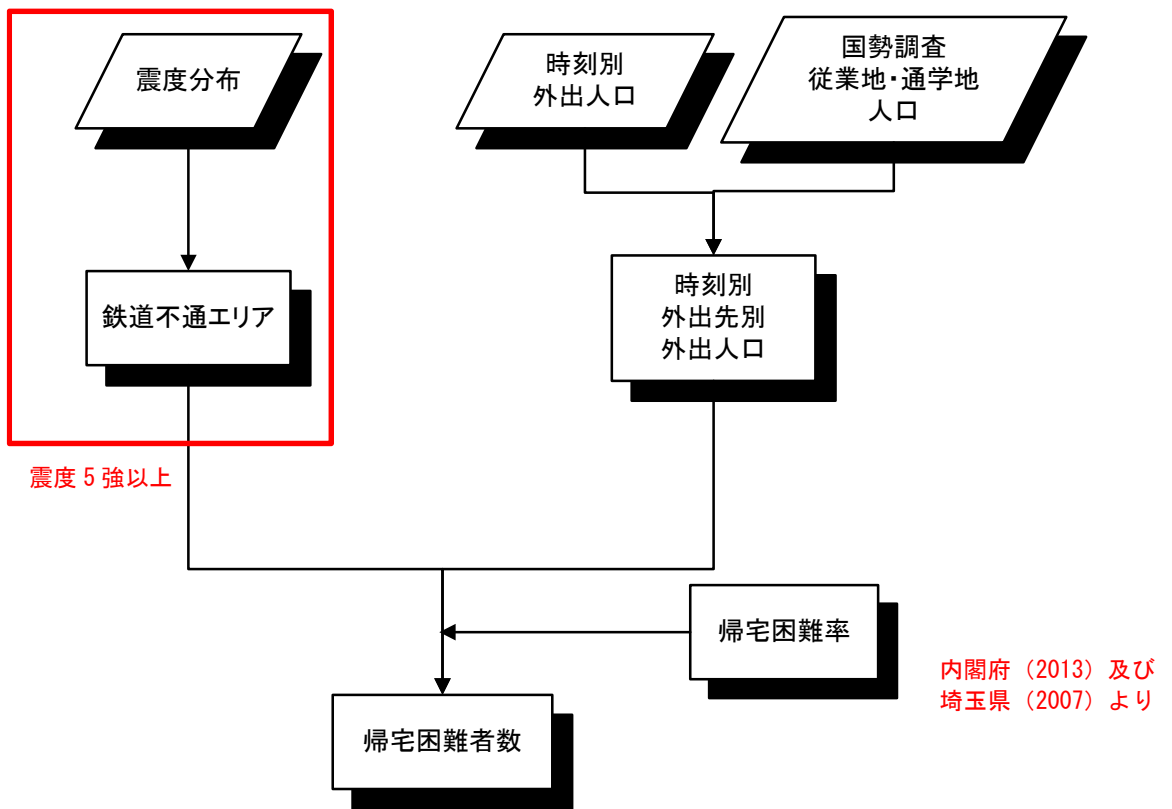 震度分布
時刻別
外出人口
国勢調査
従業地・通学地
人口
鉄道不通エリア
時刻別
外出先別
外出人口
震度5強以上
帰宅困難率
内閣府（2013）及び
埼玉県（2007）より
帰宅困難者数